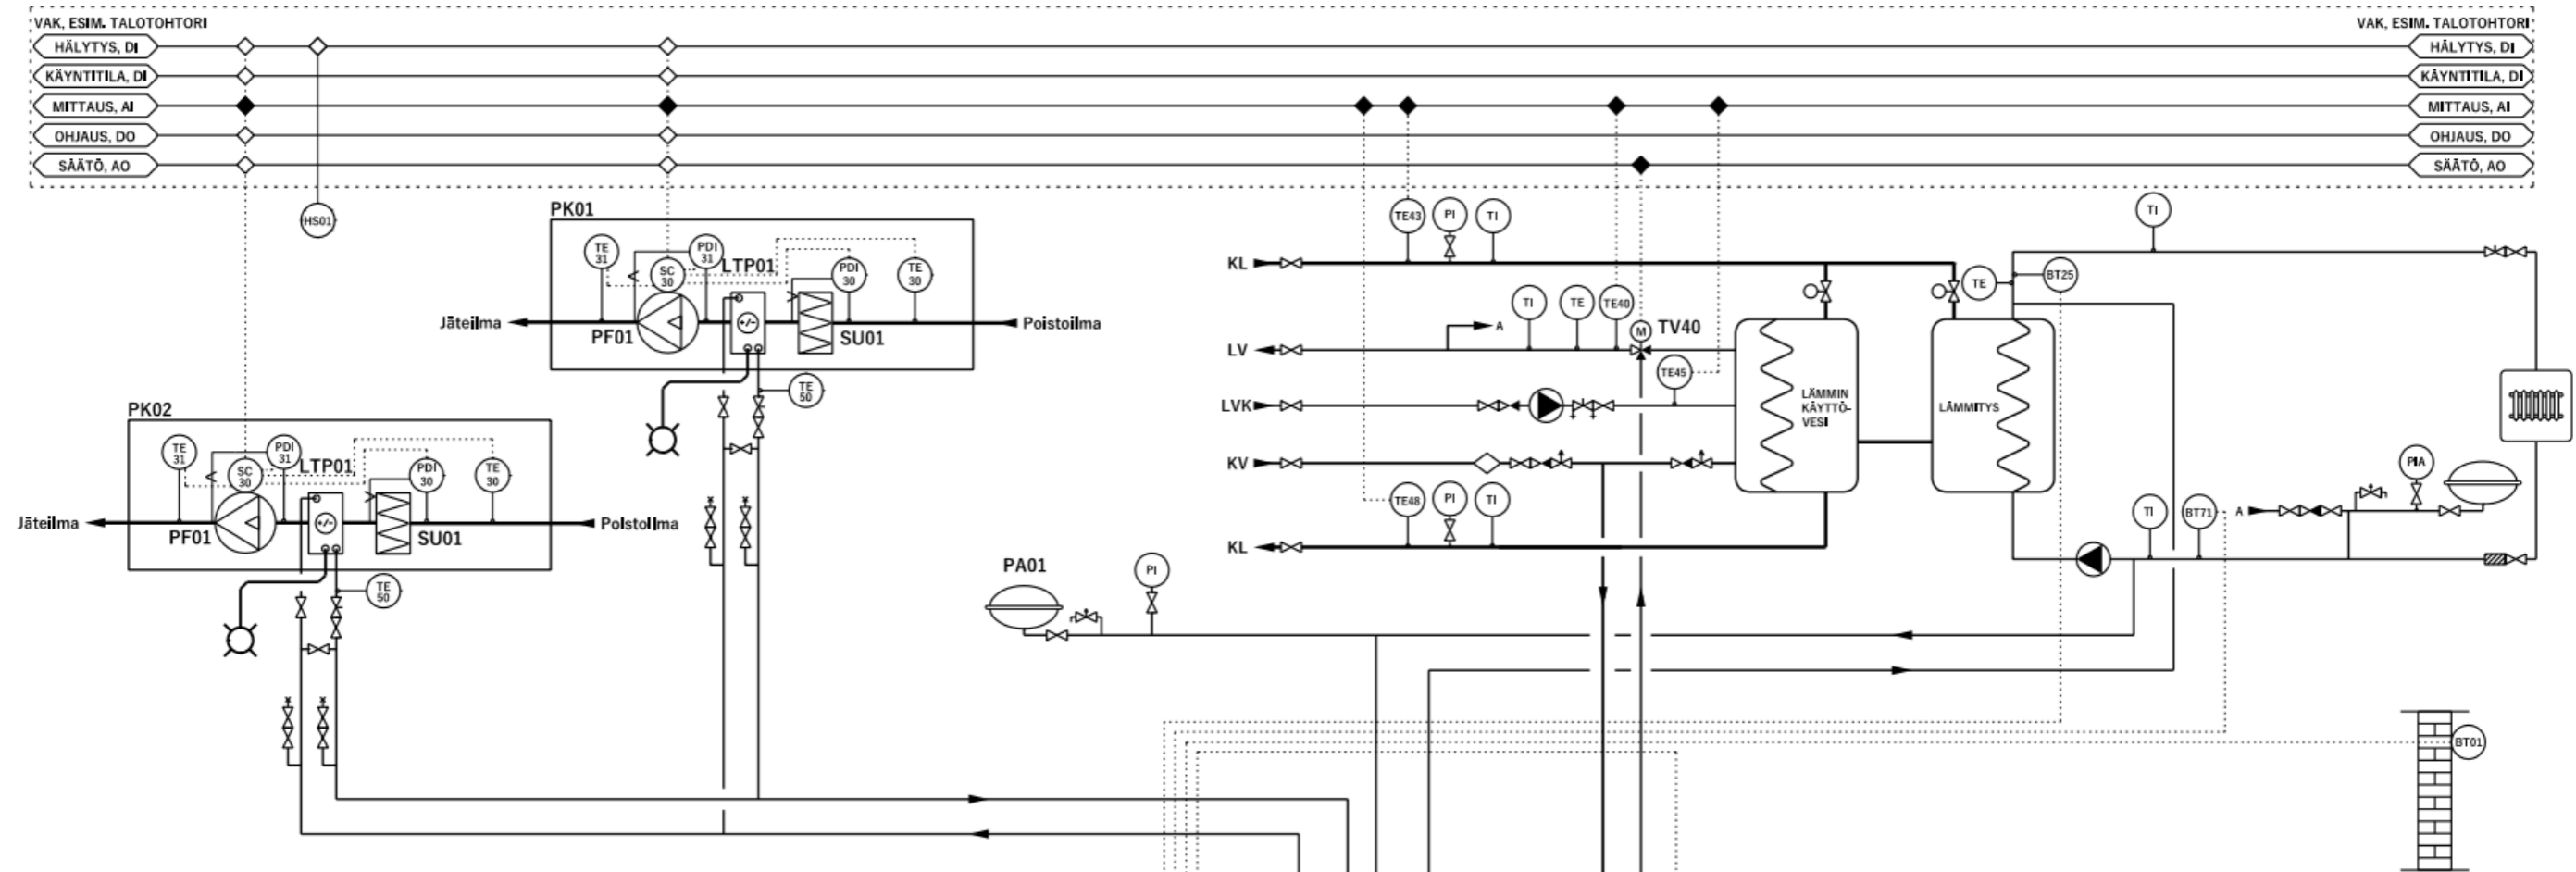 VAK, ESIM. TALOTOHTORI
VAK, ESIM. TALOTOHTORI
HÄLYTYS, DI
HÄLYTYS, DI
KÄYNTITILA, DI
KÄYNTITILA, DI
MITTAUS, AI
MITTAUS, AI
OHJAUS, DO
OHJAUS, DO
SÄÄTÖ, AO
SÄÄTÖ, AO
HS01
PK01
TE
31
SC
30
PDI
31
LTP01
PDI
30
TE
30
+/-
Jäteilma
PF01
SU01
Poistoilma
TE
50
PK02
TE
31
SC
30
PDI
31
LTP01
PDI
30
TE
30
+/-
Jäteilma
PF01
SU01
Poistoilma
TE
50
TE43
PI
TI
TI
KL
TE
BT25
TI
TE
TE40
A
M
TV40
LV
TE45
LVK
LÄMMIN
KÄYTTÖ-
VESI
LÄMMITYS
KV
TE48
PI
TI
KL
PIA
TI
BT71
A
PA01
PI
BT01